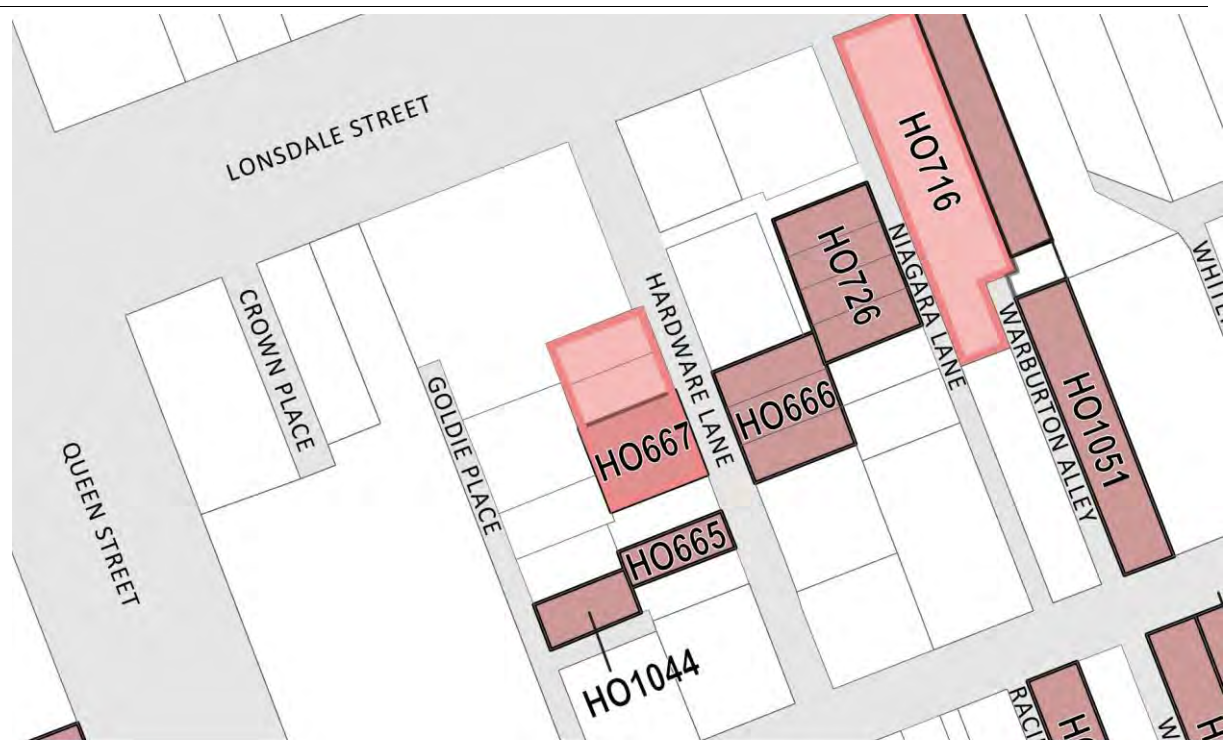 LONSDALE STREET
HO716
CROWN PLACE
HARDWARE LANE
HO726
NIAGARA LANE
WARBURTON ALLEY
QUEEN STREET
GOLDIE PLACE
HO667
HO666
HO1051
HO665
HO1044